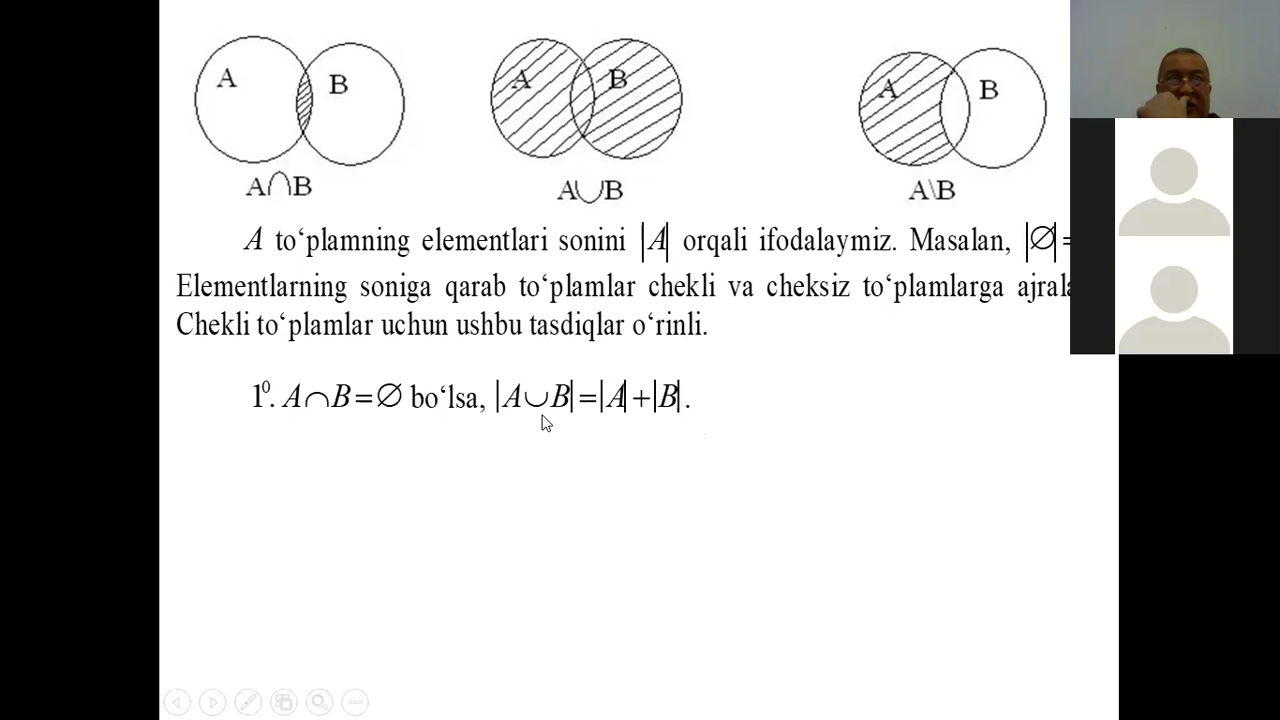 A B
A B
A B
A∩B
A∪B
A\B
A to‘plamning elementlari sonini |A| orqali ifodalaymiz. Masalan, |∅|=
Elementlarning soniga qarab to‘plamlar chekli va cheksiz to‘plamlarga ajrala
Chekli to‘plamlar uchun ushbu tasdiqlar o‘rinli.
1⁰. A∩B=∅ bo‘lsa, |A∪B|=|A|+|B|.